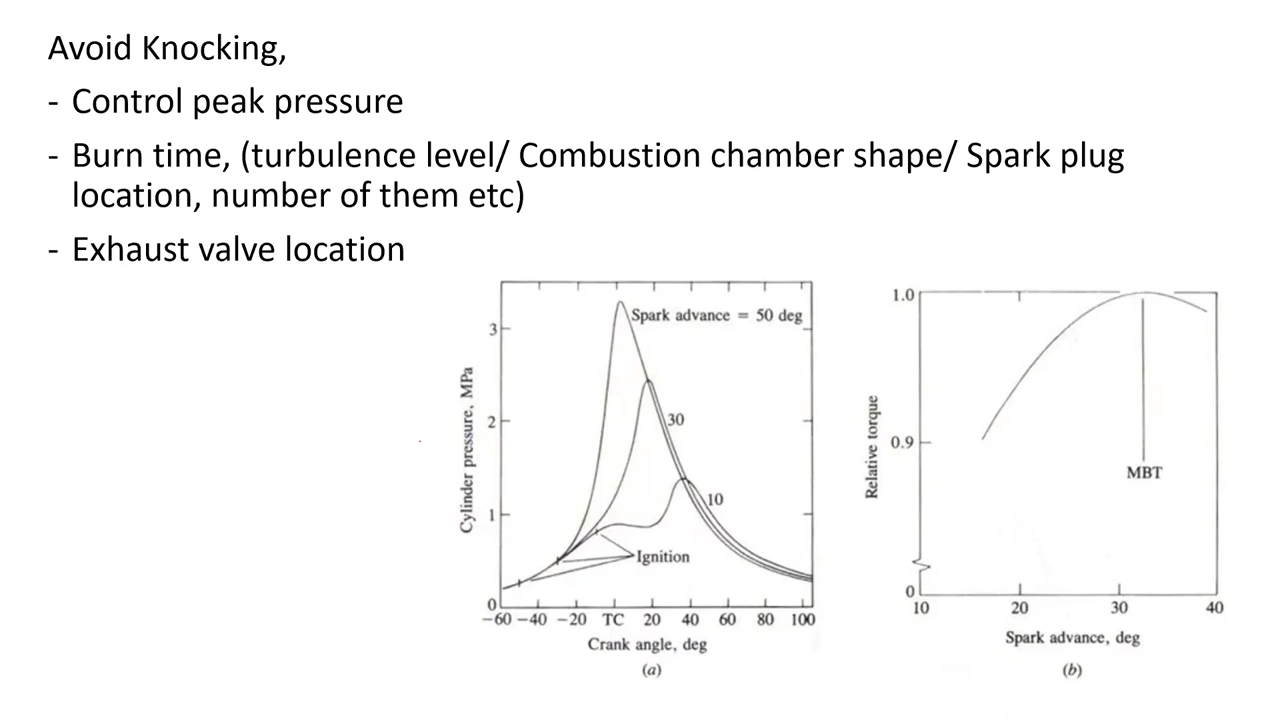 Avoid Knocking,
- Control peak pressure
- Burn time, (turbulence level/ Combustion chamber shape/ Spark plug
location, number of them etc)
- Exhaust valve location
Spark advance = 50 deg
3
30
2
10
1
Ignition
0
-60 -40 -20 TC 20 40 60 80 100
Cylinder pressure, MPa
Crank angle, deg
(a)
1.0
0.9
MBT
0
10 20 30 40
Relative torque
Spark advance, deg
(b)